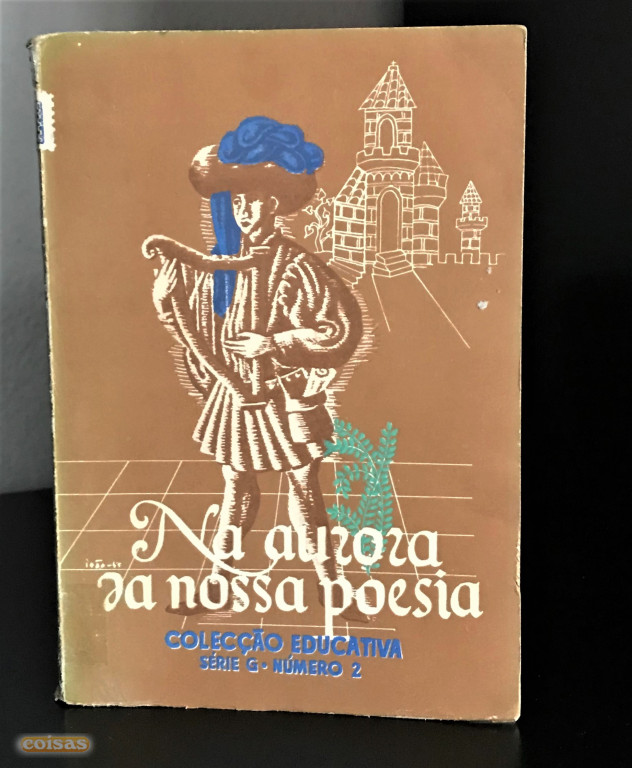 Na aurora
da nossa poesia
COLECÇÃO EDUCATIVA
SÉRIE G • NÚMERO 2
coisas